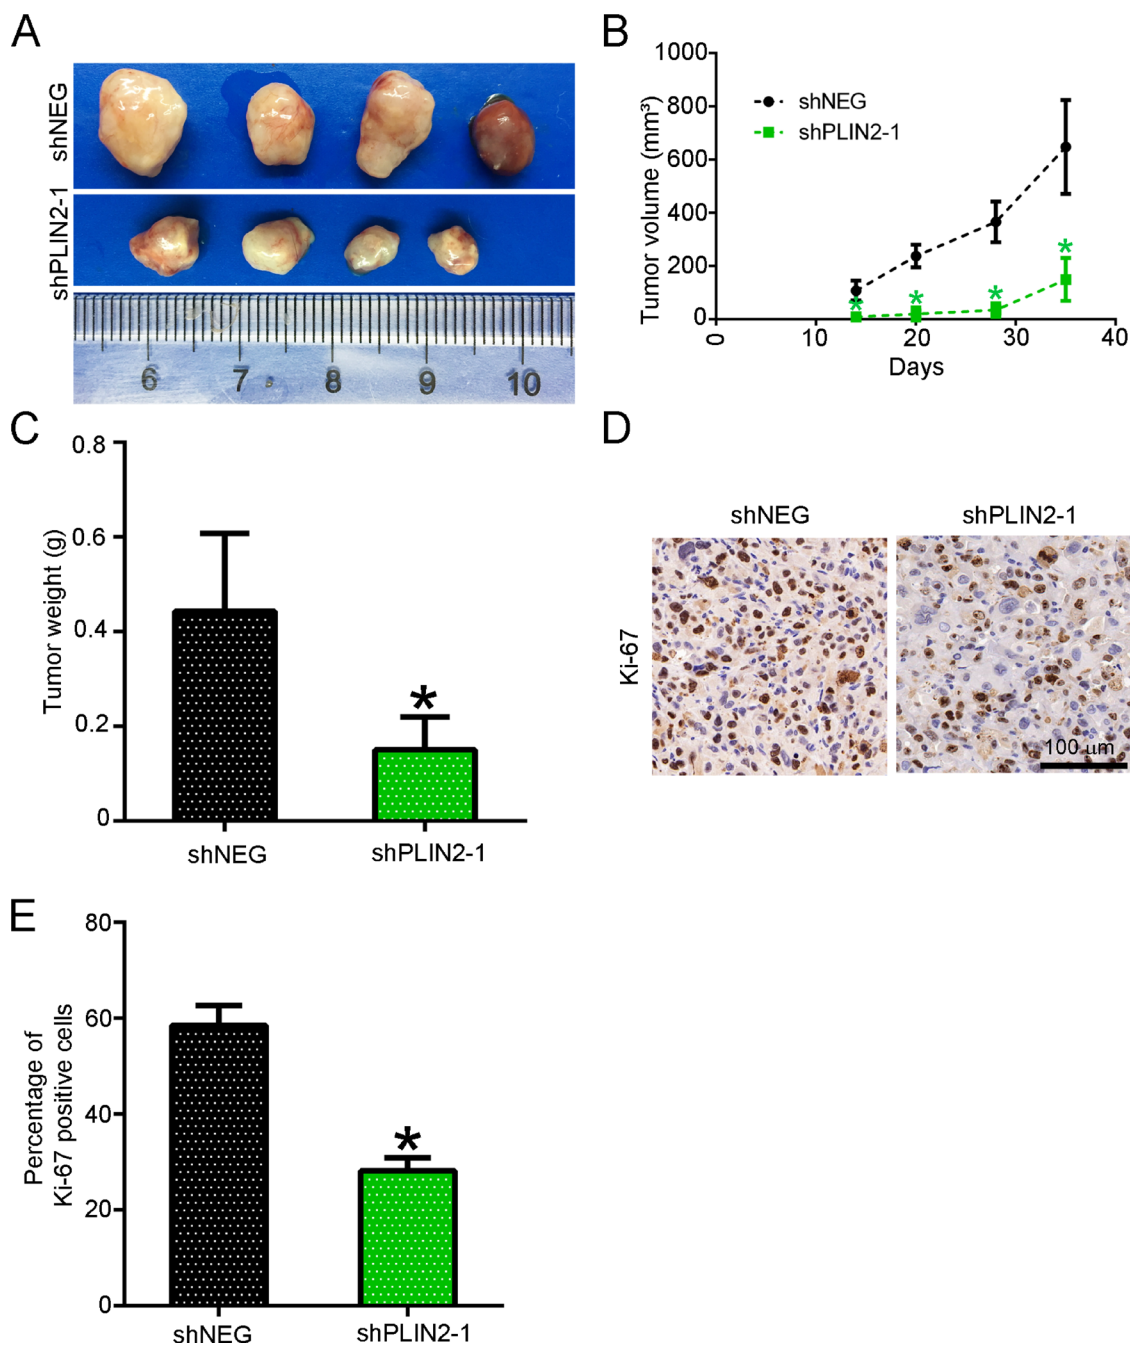 A
shNEG
shPLIN2-1
6 7 8 9 10
B
Tumor volume (mm³)
1000
800
600
400
200
0
0 10 20 30 40
Days
shNEG
shPLIN2-1
*
*
*
*
C
Tumor weight (g)
0.8
0.6
0.4
0.2
0
*
shNEG shPLIN2-1
D
shNEG shPLIN2-1
Ki-67
100 µm
E
Percentage of
Ki-67 positive cells
80
60
40
20
0
*
shNEG shPLIN2-1